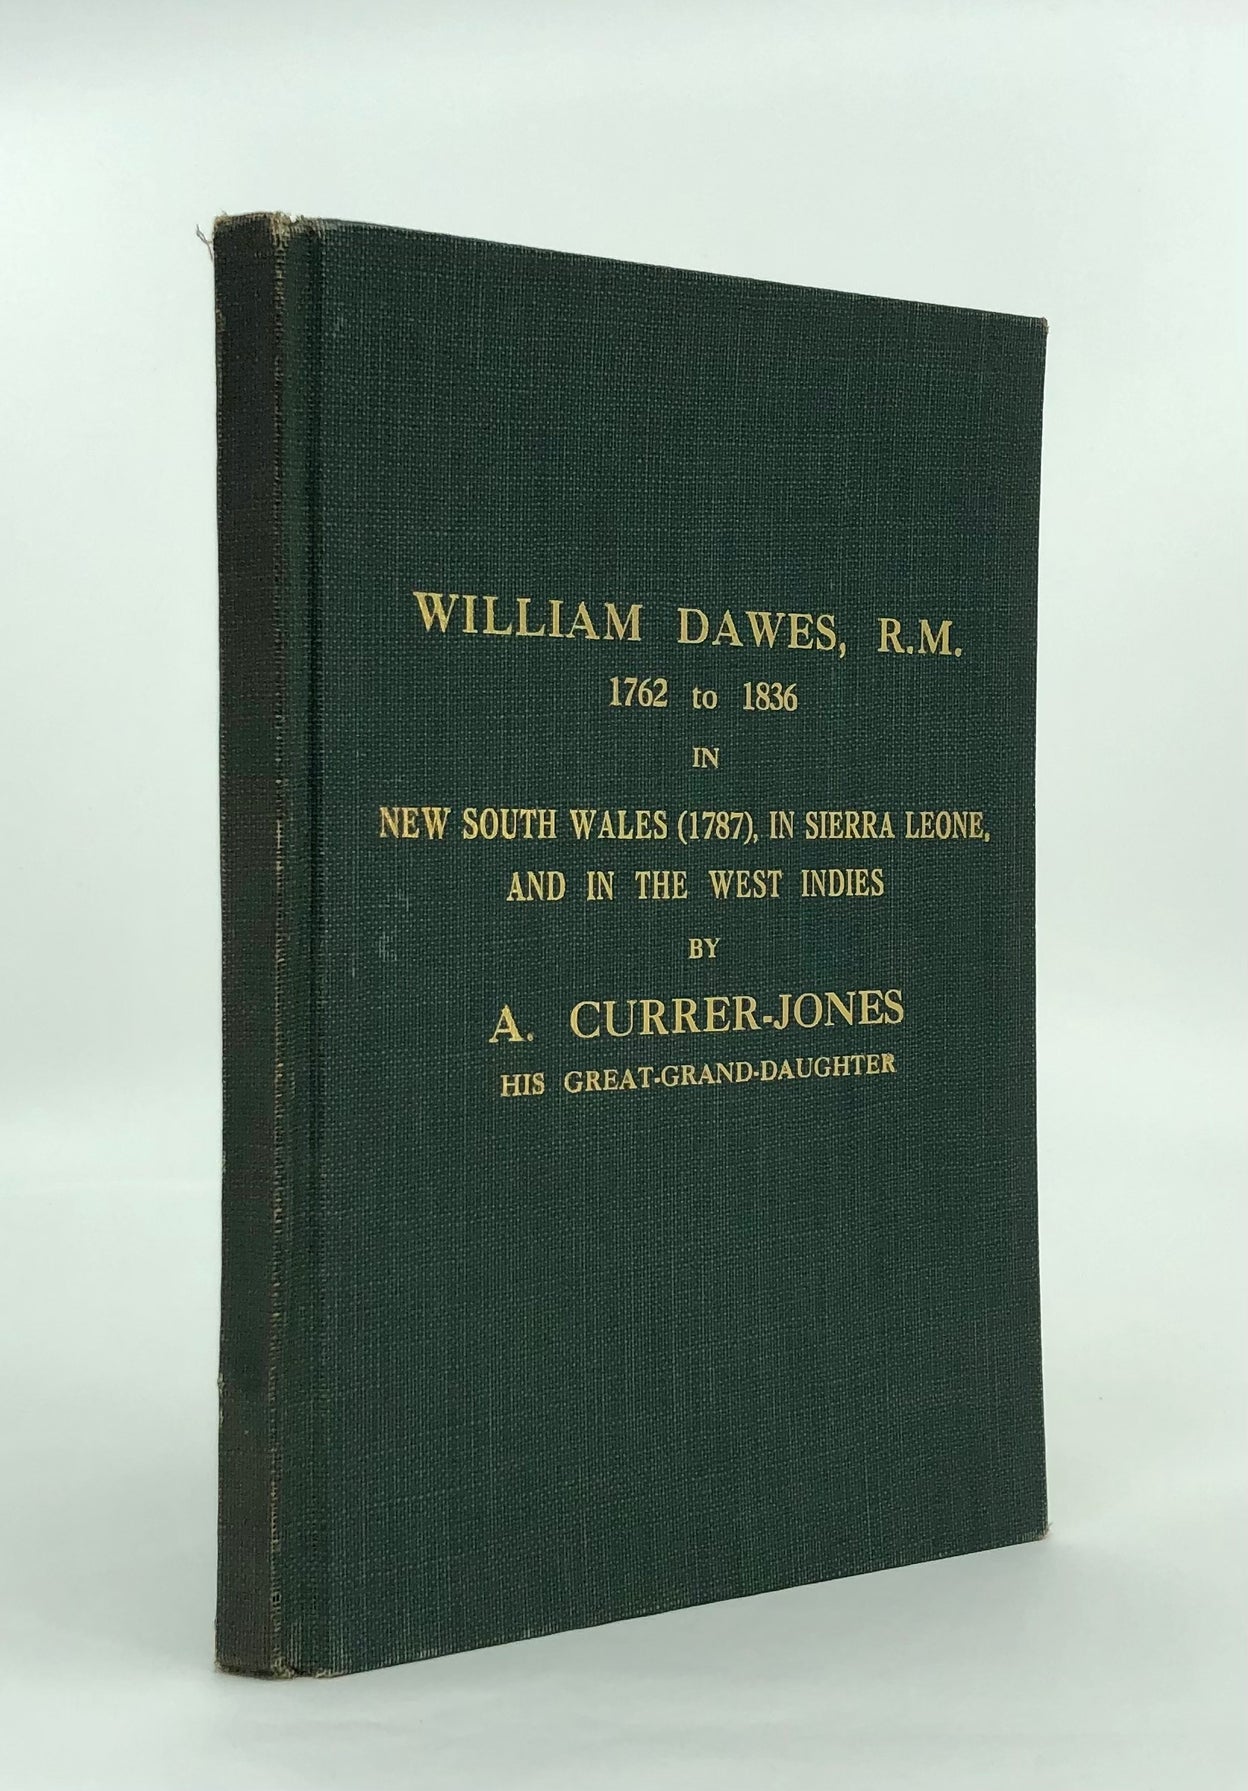 WILLIAM DAWES, R.M.
1762 to 1836
IN
NEW SOUTH WALES (1787), IN SIERRA LEONE,
AND IN THE WEST INDIES
BY
A. CURRER-JONES
HIS GREAT-GRAND-DAUGHTER